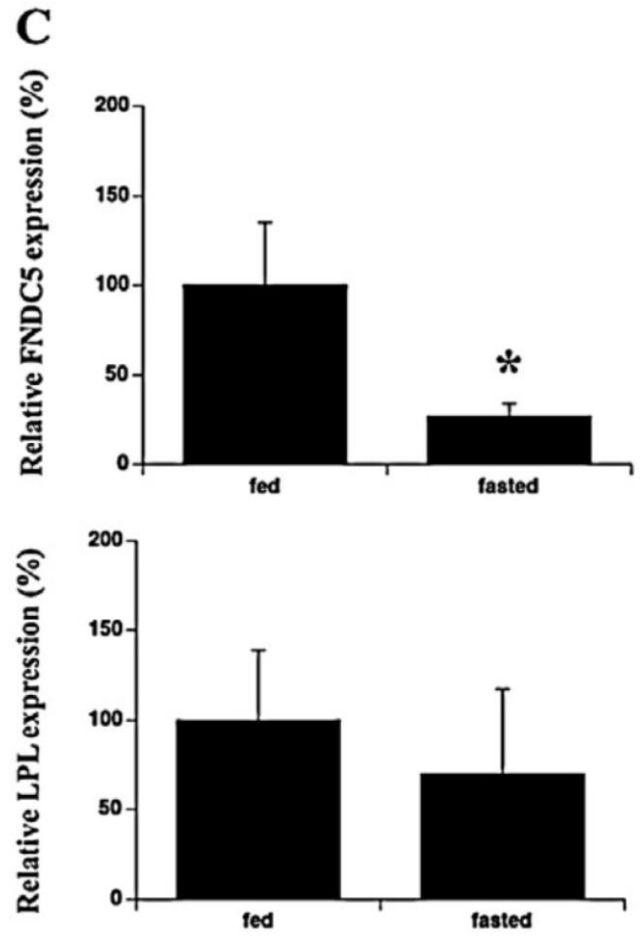 C
Relative FNDC5 expression (%)
200
150
100
50
0
*
fed
fasted
Relative LPL expression (%)
200
150
100
50
0
fed
fasted